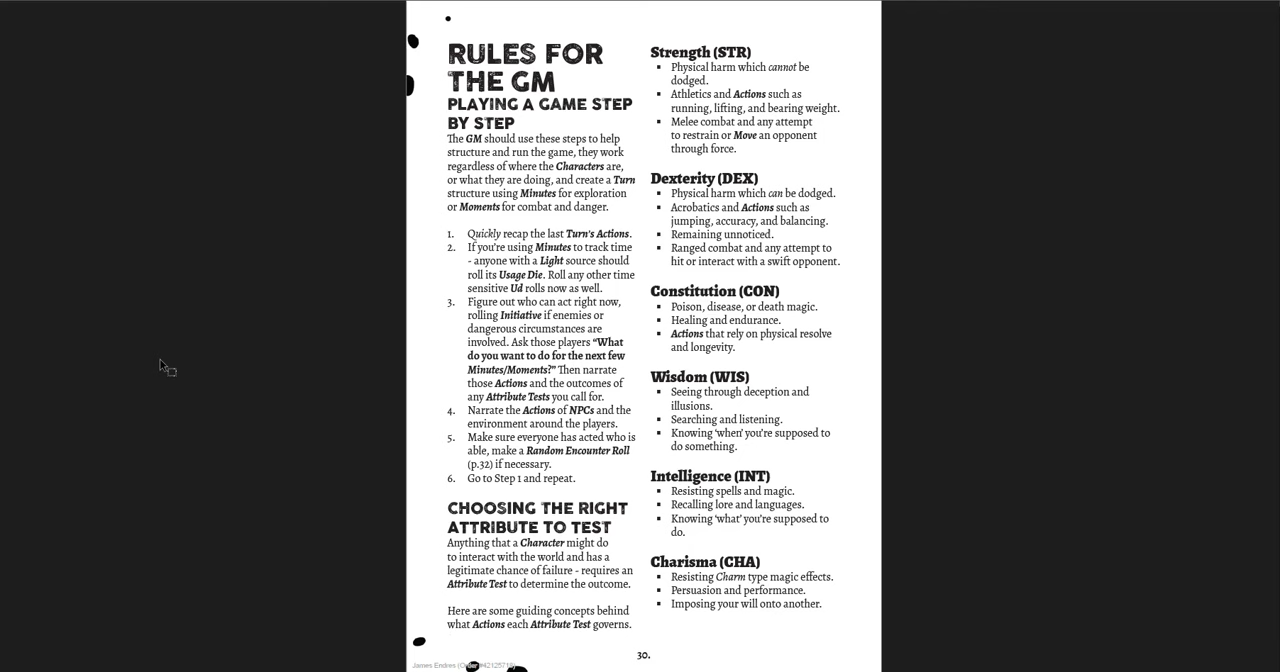 RULES FOR
THE GM
PLAYING A GAME STEP
BY STEP
The GM should use these steps to help
structure and run the game, they work
regardless of where the Characters are,
or what they are doing, and create a Turn
structure using Minutes for exploration
or Moments for combat and danger.
1. Quickly recap the last Turn's Actions.
2. If you're using Minutes to track time
- anyone with a Light source should
roll its Usage Die. Roll any other time
sensitive Ud rolls now as well.
3. Figure out who can act right now,
rolling Initiative if enemies or
dangerous circumstances are
involved. Ask those players “What
do you want to do for the next few
Minutes/Moments?” Then narrate
those Actions and the outcomes of
any Attribute Tests you call for.
4. Narrate the Actions of NPCs and the
environment around the players.
5. Make sure everyone has acted who is
able, make a Random Encounter Roll
(p.32) if necessary.
6. Go to Step 1 and repeat.
CHOOSING THE RIGHT
ATTRIBUTE TO TEST
Anything that a Character might do
to interact with the world and has a
legitimate chance of failure - requires an
Attribute Test to determine the outcome.
Here are some guiding concepts behind
what Actions each Attribute Test governs.
Strength (STR)
▪ Physical harm which cannot be
dodged.
▪ Athletics and Actions such as
running, lifting, and bearing weight.
▪ Melee combat and any attempt
to restrain or Move an opponent
through force.
Dexterity (DEX)
▪ Physical harm which can be dodged.
▪ Acrobatics and Actions such as
jumping, accuracy, and balancing.
▪ Remaining unnoticed.
▪ Ranged combat and any attempt to
hit or interact with a swift opponent.
Constitution (CON)
▪ Poison, disease, or death magic.
▪ Healing and endurance.
▪ Actions that rely on physical resolve
and longevity.
Wisdom (WIS)
▪ Seeing through deception and
illusions.
▪ Searching and listening.
▪ Knowing ‘when’ you're supposed to
do something.
Intelligence (INT)
▪ Resisting spells and magic.
▪ Recalling lore and languages.
▪ Knowing ‘what’ you're supposed to
do.
Charisma (CHA)
▪ Resisting Charm type magic effects.
▪ Persuasion and performance.
▪ Imposing your will onto another.
30.
James Endres